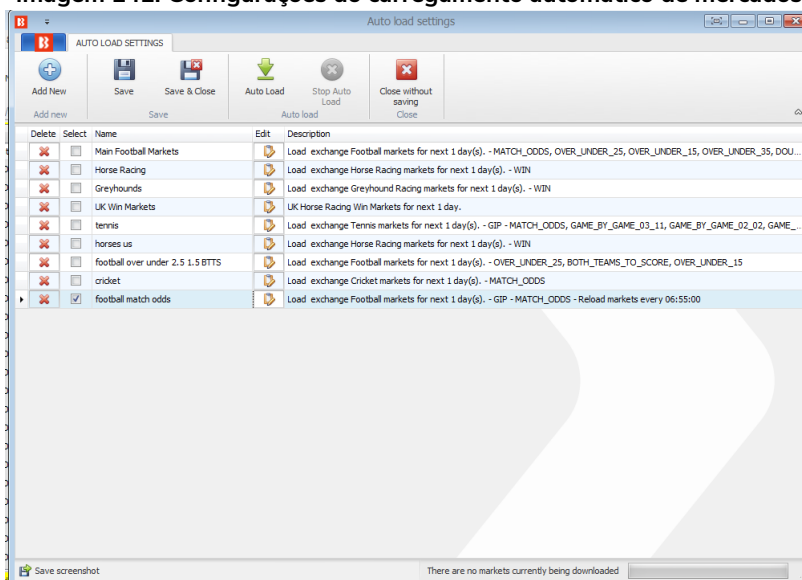 Imagem 142. Configurações do carregamento automático de mercados
Auto load settings
AUTO LOAD SETTINGS
Add New
Save
Save & Close
Auto Load
Stop Auto Load
Close without saving
Add new
Save
Auto load
Close
Delete Select Name Edit Description
Main Football Markets Load exchange Football markets for next 1 day(s). - MATCH_ODDS, OVER_UNDER_25, OVER_UNDER_15, OVER_UNDER_35, DOU...
Horse Racing Load exchange Horse Racing markets for next 1 day(s). - WIN
Greyhounds Load exchange Greyhound Racing markets for next 1 day(s). - WIN
UK Win Markets UK Horse Racing Win Markets for next 1 day.
tennis Load exchange Tennis markets for next 1 day(s). - GIP - MATCH_ODDS, GAME_BY_GAME_03_11, GAME_BY_GAME_02_02, GAME_...
horses us Load exchange Horse Racing markets for next 1 day(s). - WIN
football over under 2.5 1.5 BTTS Load exchange Football markets for next 1 day(s). - OVER_UNDER_25, BOTH_TEAMS_TO_SCORE, OVER_UNDER_15
cricket Load exchange Cricket markets for next 1 day(s). - MATCH_ODDS
football match odds Load exchange Football markets for next 1 day(s). - GIP - MATCH_ODDS - Reload markets every 06:55:00
Save screenshot There are no markets currently being downloaded